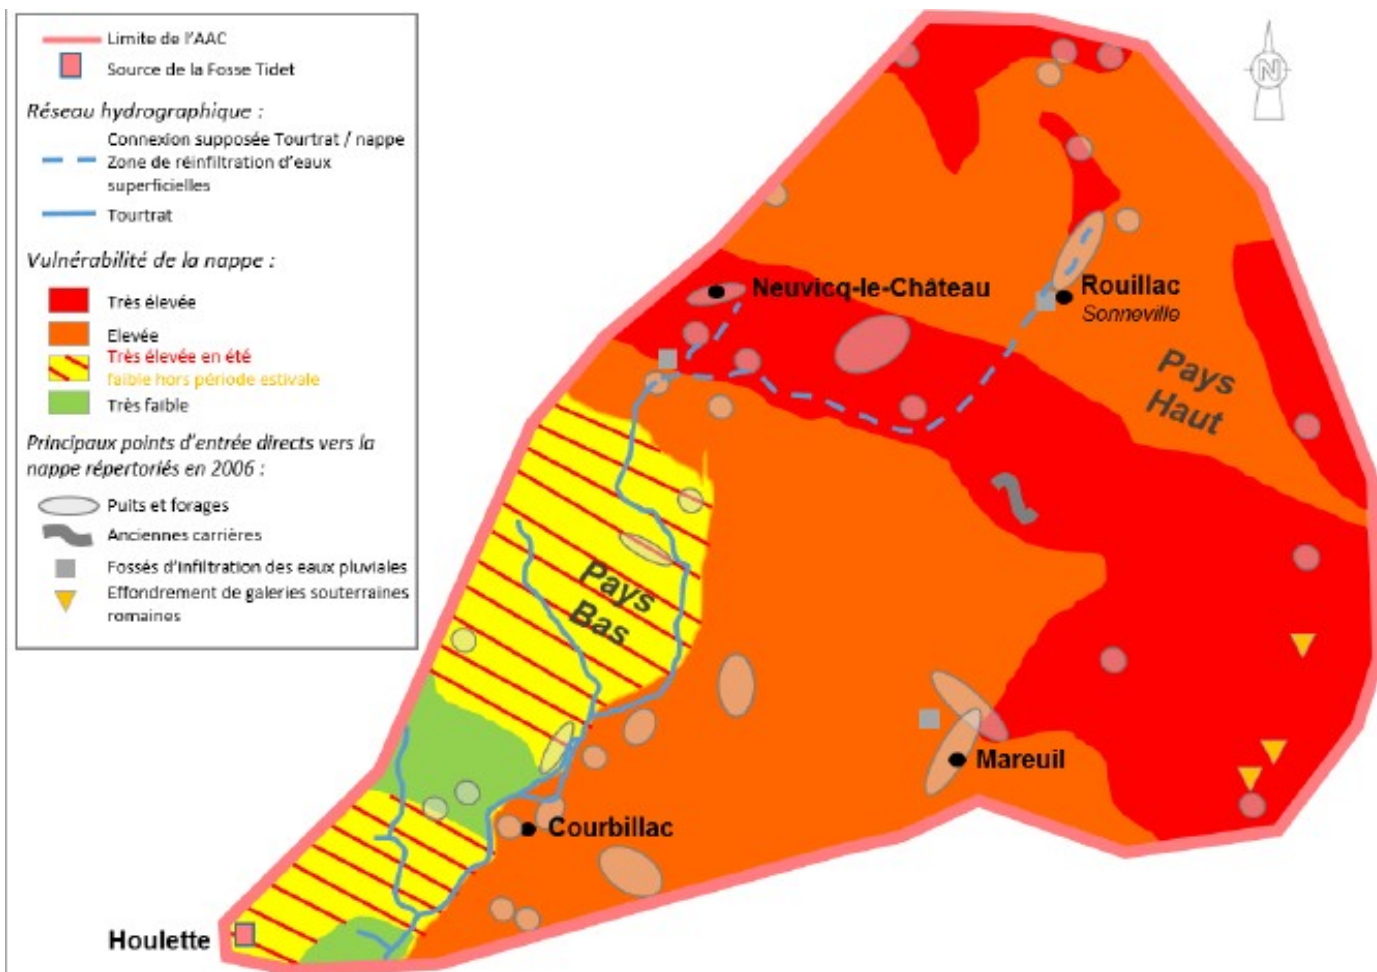 Limite de l'AAC
Source de la Fosse Tidet
Réseau hydrographique :
Connexion supposée Tourtrat / nappe
Zone de réinfiltration d'eaux
superficielles
Tourtrat
Vulnérabilité de la nappe :
Très élevée
Elevée
Très élevée en été
faible hors période estivale
Très faible
Principaux points d'entrée directs vers la
nappe répertoriés en 2006 :
Puits et forages
Anciennes carrières
Fossés d'infiltration des eaux pluviales
Effondrement de galeries souterraines
romaines
N
Neuvicq-le-Château
Rouillac
Sonneville
Pays
Haut
Pays
Bas
Mareuil
Courbillac
Houlette